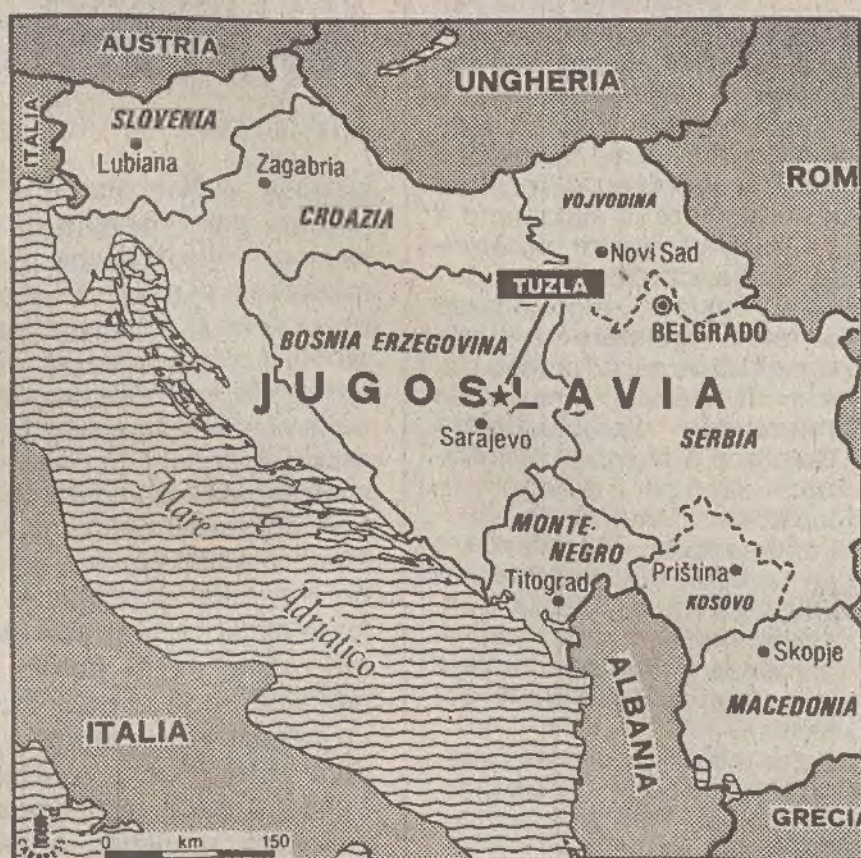 AUSTRIA
UNGHERIA
ITALIA
SLOVENIA
Lubiana
Zagabria
CROAZIA
VOJVODINA
ROM
Novi Sad
TUZLA
BELGRADO
BOSNIA ERZEGOVINA
JUGOSLAVIA
Sarajevo
SERBIA
Mare
Adriatico
MONTE-
NEGRO
Titograd
Priština
KOSOVO
Skopje
ALBANIA
MACEDONIA
ITALIA
GRECIA
0 km 150